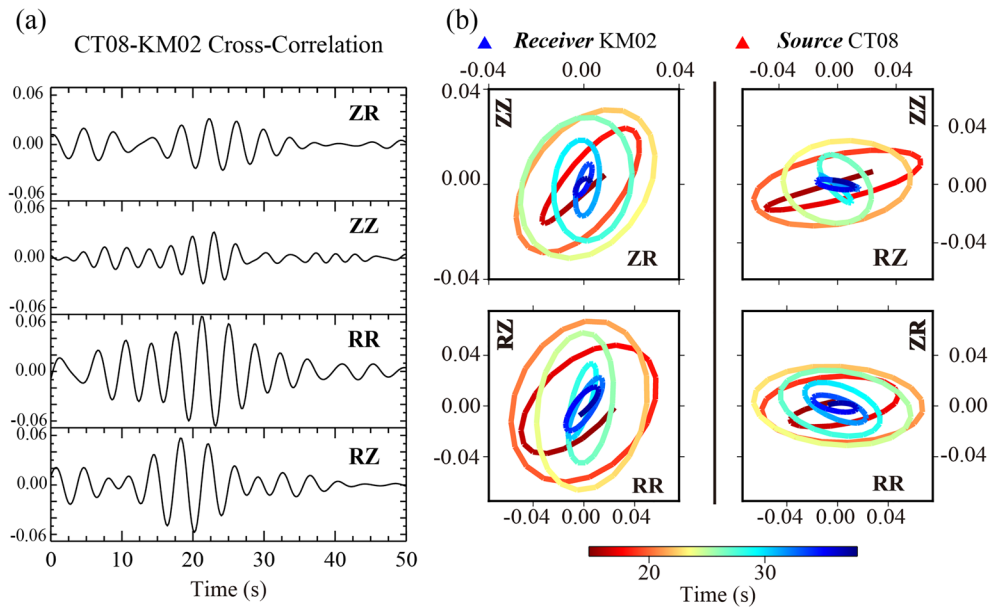 (a)
CT08-KM02 Cross-Correlation
0.06
0.00
-0.06
ZR
0.06
0.00
-0.06
ZZ
0.06
0.00
-0.06
RR
0.06
0.00
-0.06
RZ
0 10 20 30 40 50
Time (s)
(b)
Receiver KM02
-0.04 0.00 0.04
0.04
0.00
-0.04
ZZ
ZR
Source CT08
-0.04 0.00 0.04
ZZ
0.04
0.00
-0.04
RZ
RZ
0.04
0.00
-0.04
RR
-0.04 0.00 0.04
ZR
0.04
0.00
-0.04
RR
-0.04 0.00 0.04
20 30
Time (s)